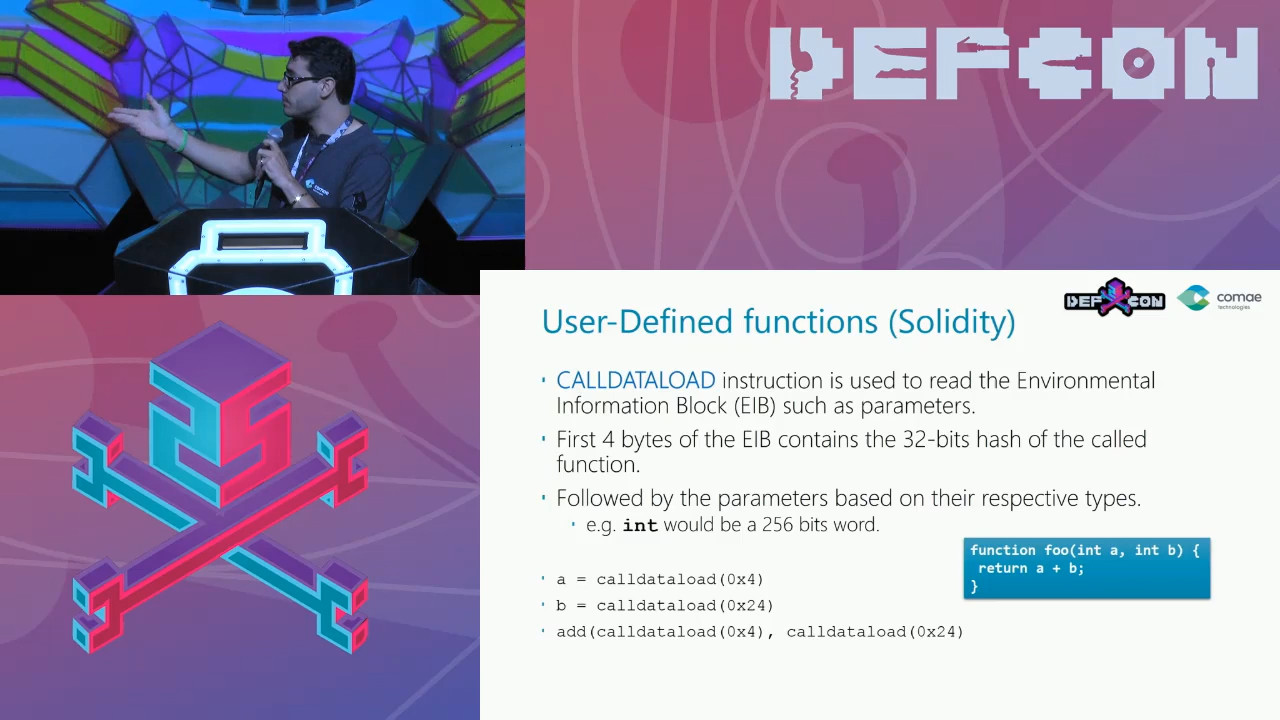 DEFCON
comae
DEF CON
comae
technologies
User-Defined functions (Solidity)
CALLDATALOAD instruction is used to read the Environmental
Information Block (EIB) such as parameters.
First 4 bytes of the EIB contains the 32-bits hash of the called
function.
Followed by the parameters based on their respective types.
e.g. int would be a 256 bits word.
function foo(int a, int b) {
return a + b;
}
a = calldataload(0x4)
b = calldataload(0x24)
add(calldataload(0x4), calldataload(0x24)